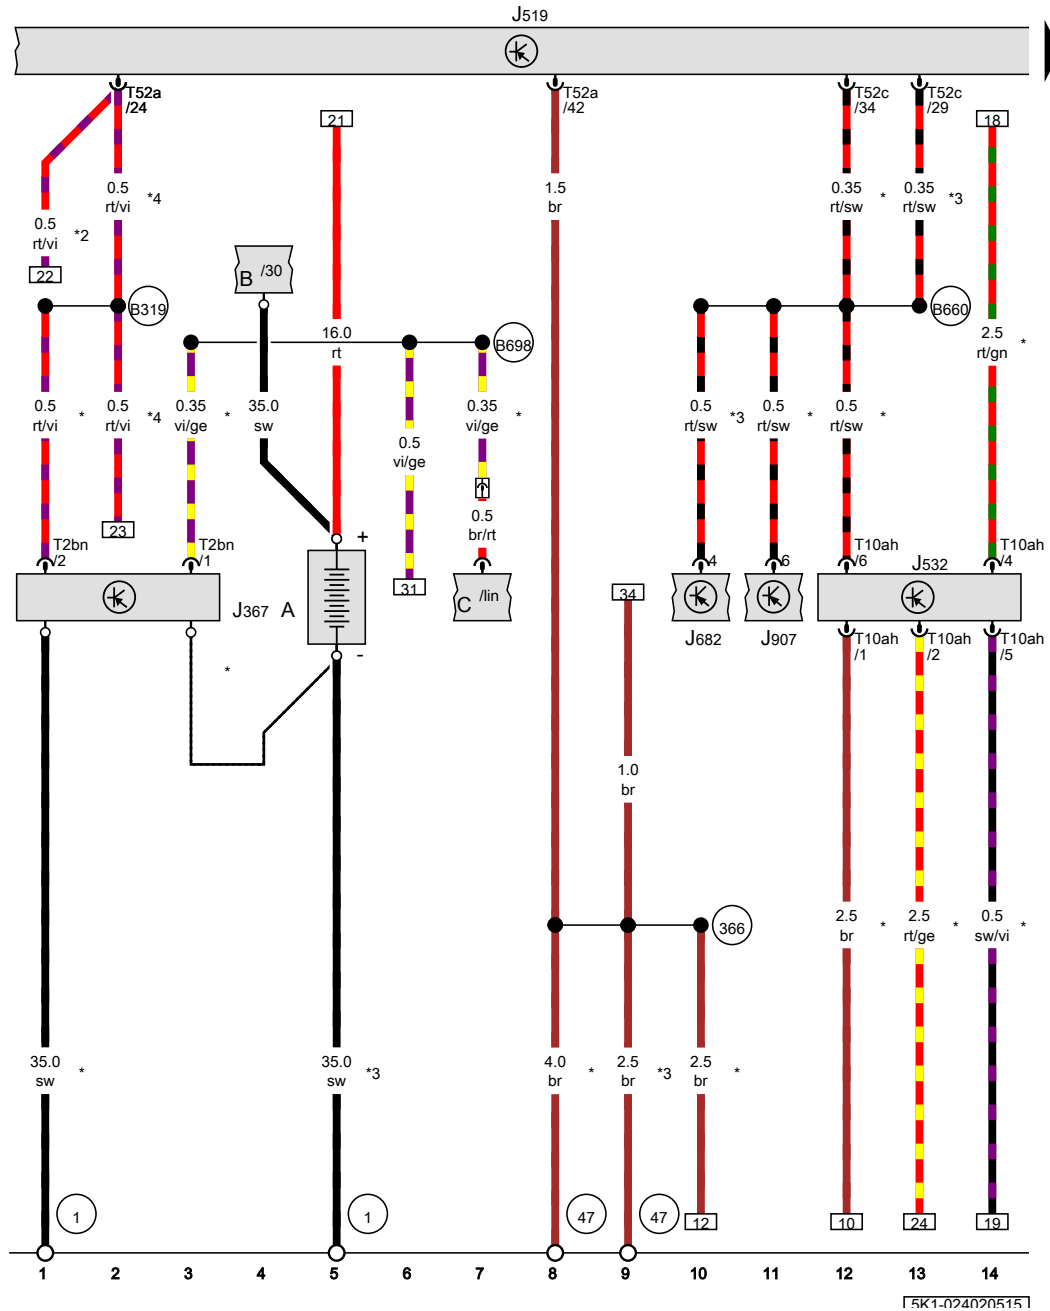 J519
T52a
/24
T52a
/42
T52c
/34
T52c
/29
21
18
0.5
rt/vi
*4
1.5
br
0.35
rt/sw
*
0.35
rt/sw
*3
0.5
rt/vi
*2
22
B /30
B319
B660
16.0
rt
B698
2.5
rt/gn
*
0.5
rt/vi
*
0.5
rt/vi
*4
0.35
vi/ge
*
35.0
sw
0.5
vi/ge
0.35
vi/ge
*
0.5
rt/sw
*3
0.5
rt/sw
*
0.5
rt/sw
*
23
0.5
br/rt
+
T2bn
/2
T2bn
/1
4
6
T10ah
/6
J532
T10ah
/4
31
34
C /lin
J367
A
J682
J907
T10ah
/1
T10ah
/2
T10ah
/5
-
*
1.0
br
366
2.5
br
*
2.5
rt/ge
*
0.5
sw/vi
*
35.0
sw
*
35.0
sw
*3
4.0
br
*
2.5
br
*3
2.5
br
*
1
1
47
47
12
10
24
19
1 2 3 4 5 6 7 8 9 10 11 12 13 14
5K1-024020515